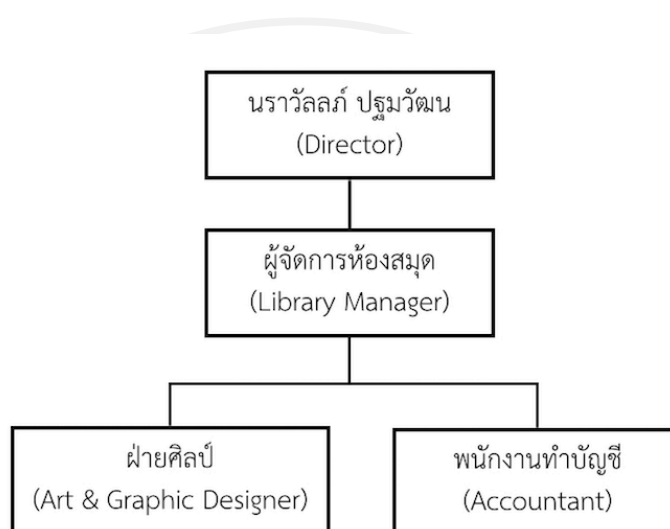 นราวัลลภ์ ปฐมวัฒน
(Director)
ผู้จัดการห้องสมุด
(Library Manager)
ฝ่ายศิลป์
(Art & Graphic Designer)
พนักงานทำบัญชี
(Accountant)